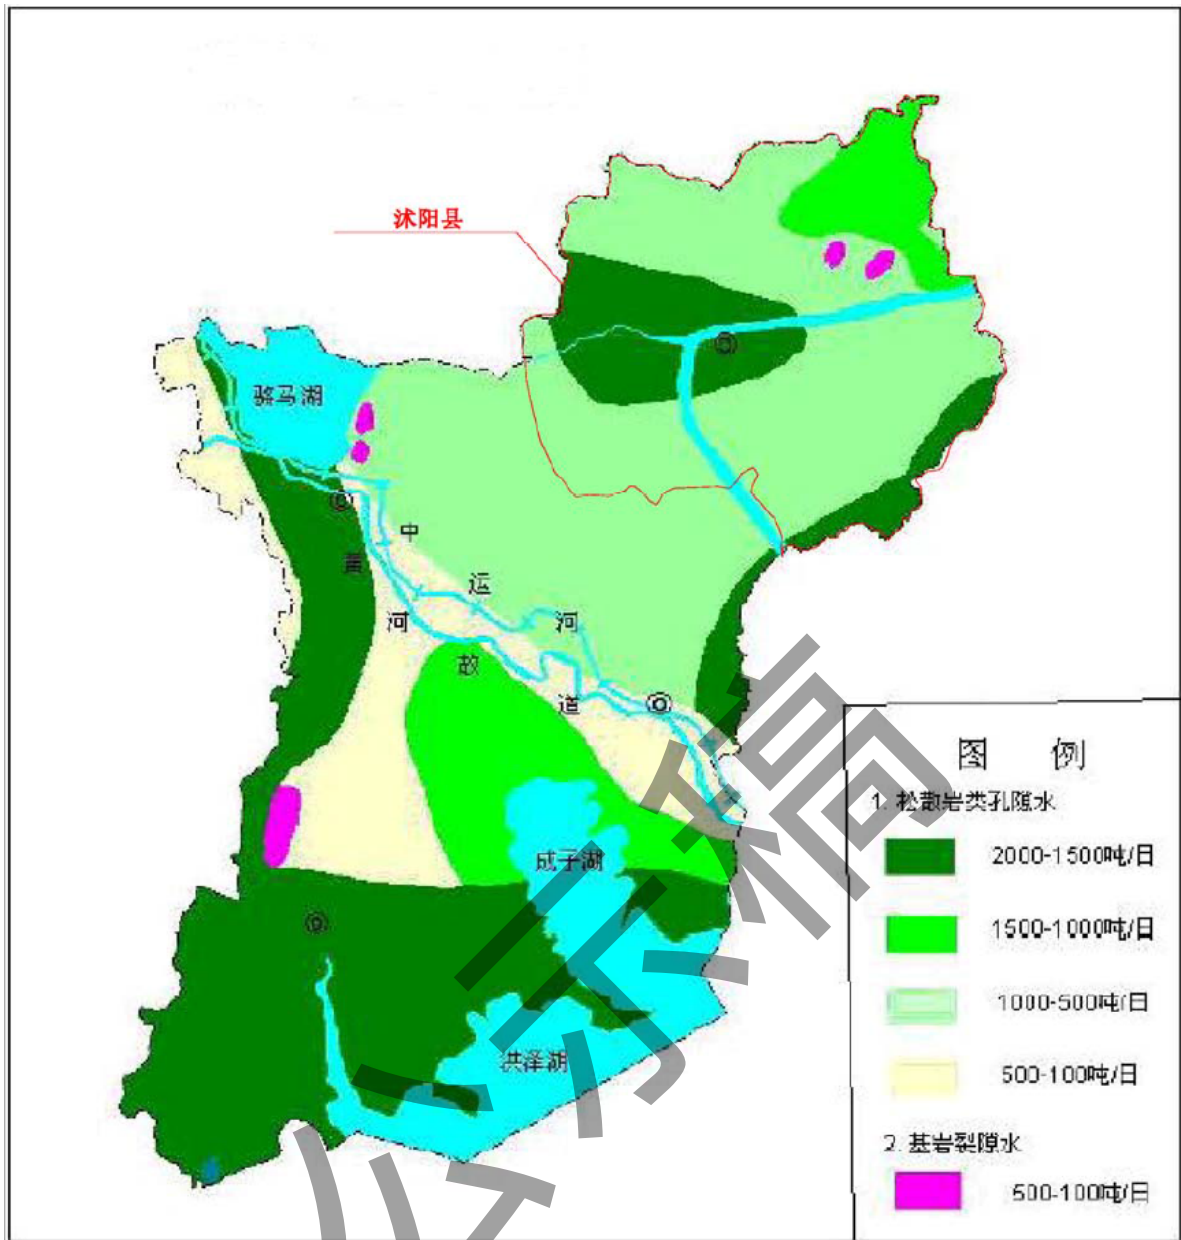 沭阳县
骆马湖
中
黄
运
河
河
故
道
成子湖
洪泽湖
图 例
1. 松散岩类孔隙水
2000-1500吨/日
1500-1000吨/日
1000-500吨/日
500-100吨/日
2. 基岩裂隙水
500-100吨/日
公示稿